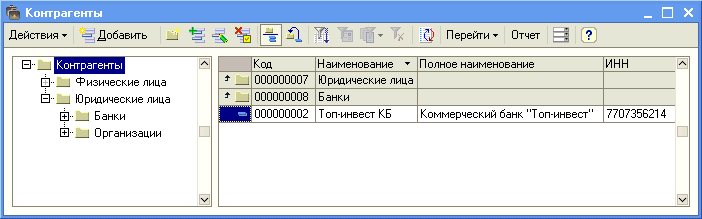 Контрагенты
Действия Добавить Перейти Отчет ?
Контрагенты
Физические лица
Юридические лица
Банки
Организации
Код Наименование Полное наименование ИНН
000000007 Юридические лица
000000008 Банки
000000002 Топ-инвест КБ Коммерческий банк "Топ-инвест" 7707356214